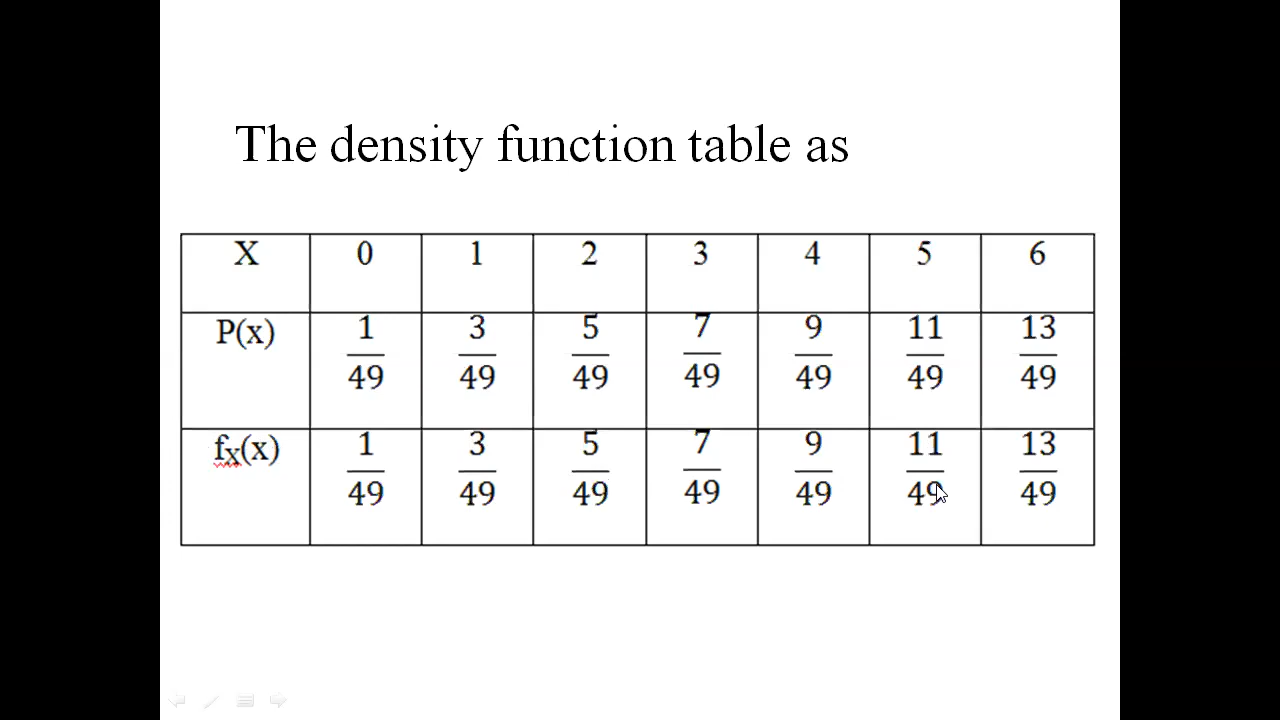 The density function table as
X 0 1 2 3 4 5 6
P(x) 1/49 3/49 5/49 7/49 9/49 11/49 13/49
fX(x) 1/49 3/49 5/49 7/49 9/49 11/49 13/49